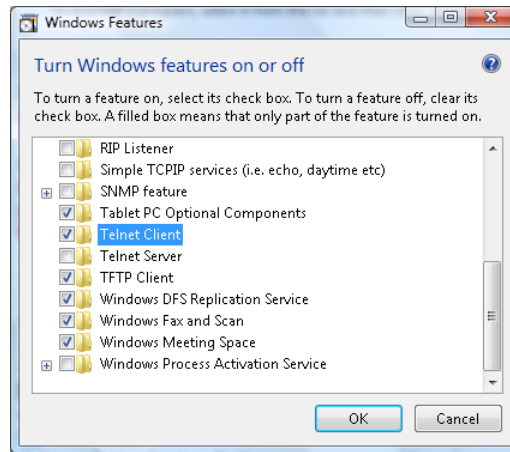 Windows Features
Turn Windows features on or off
To turn a feature on, select its check box. To turn a feature off, clear its
check box. A filled box means that only part of the feature is turned on.
RIP Listener
Simple TCPIP services (i.e. echo, daytime etc)
SNMP feature
Tablet PC Optional Components
Telnet Client
Telnet Server
TFTP Client
Windows DFS Replication Service
Windows Fax and Scan
Windows Meeting Space
Windows Process Activation Service
OK Cancel